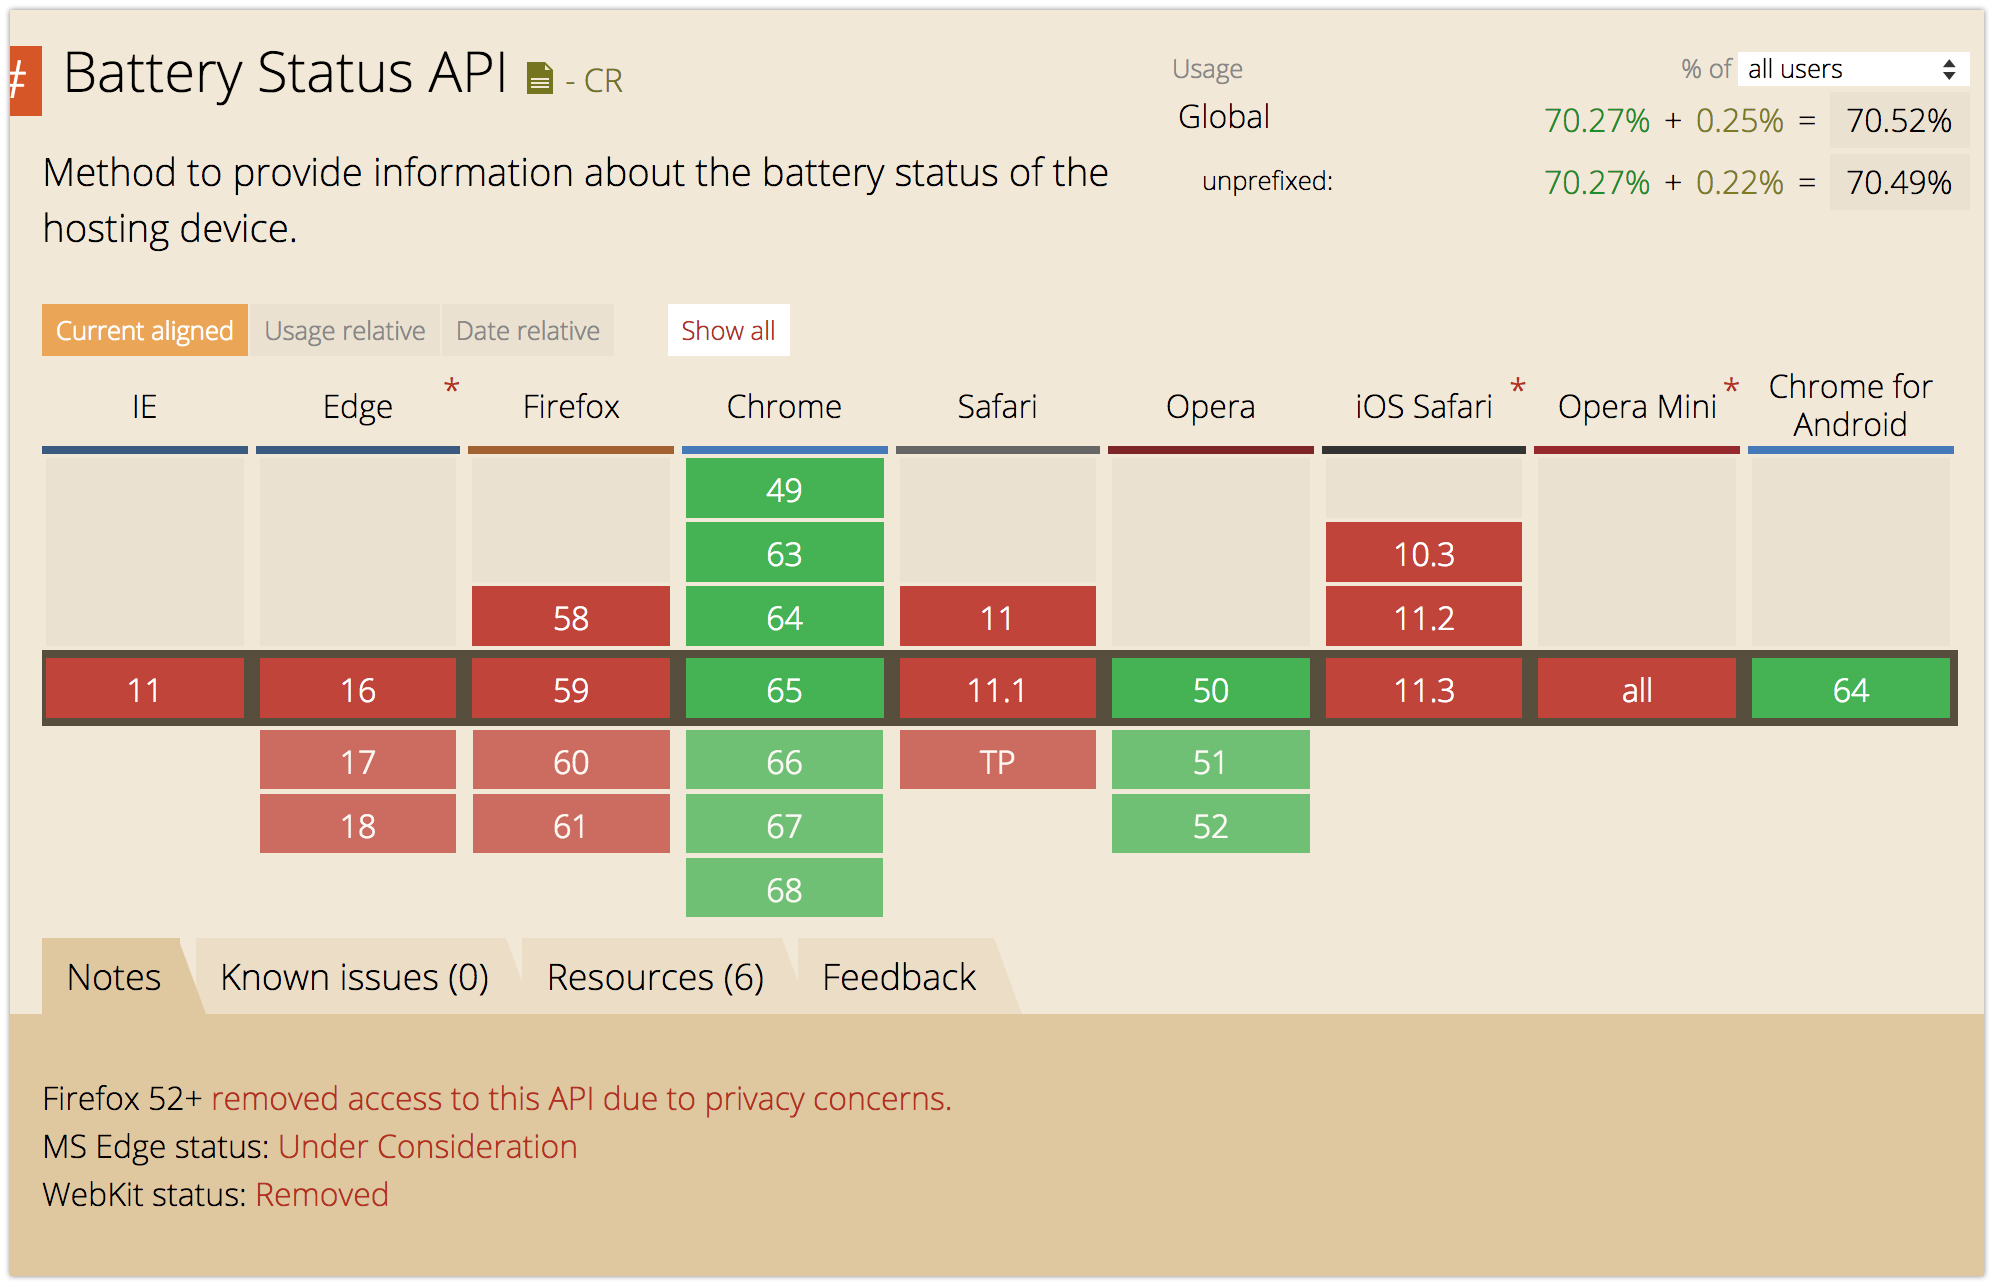 # Battery Status API - CR
Method to provide information about the battery status of the
hosting device.
Usage % of all users
Global 70.27% + 0.25% = 70.52%
unprefixed: 70.27% + 0.22% = 70.49%
Current aligned Usage relative Date relative Show all
IE Edge * Firefox Chrome Safari Opera iOS Safari * Opera Mini * Chrome for
Android
49
63 10.3
58 64 11 11.2
11 16 59 65 11.1 50 11.3 all 64
17 60 66 TP 51
18 61 67 52
68
Notes Known issues (0) Resources (6) Feedback
Firefox 52+ removed access to this API due to privacy concerns.
MS Edge status: Under Consideration
WebKit status: Removed